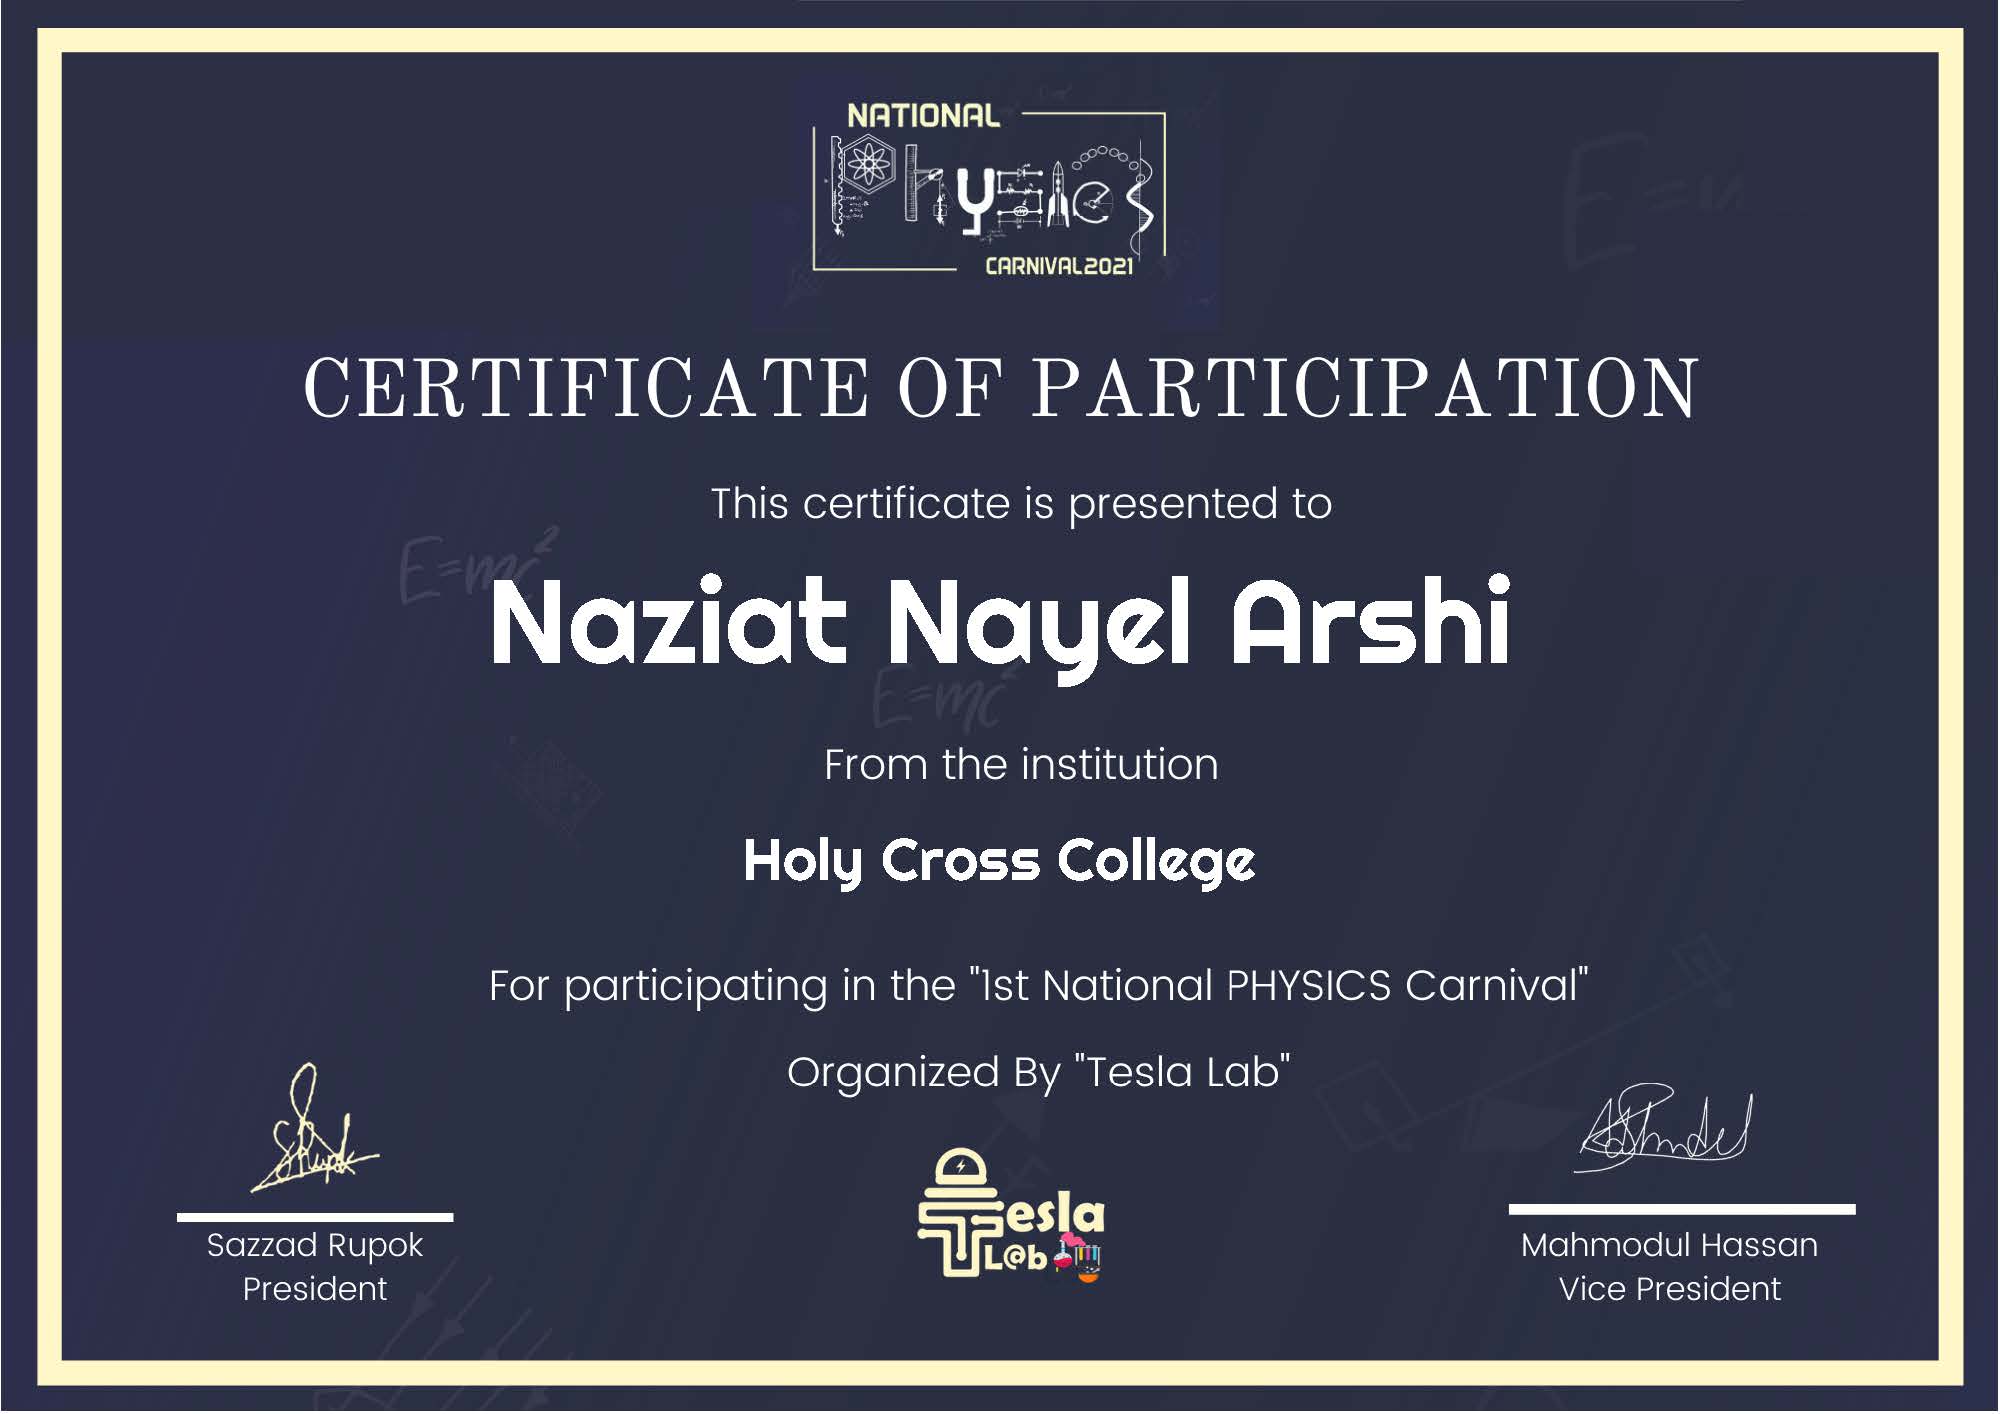 NATIONAL
Physics
CARNIVAL2021
CERTIFICATE OF PARTICIPATION
This certificate is presented to
E=mc²
Naziat Nayel Arshi
E=mc²
From the institution
Holy Cross College
For participating in the "1st National PHYSICS Carnival"
Organized By "Tesla Lab"
Tesla
L@b
Sazzad Rupok
President
Mahmodul Hassan
Vice President